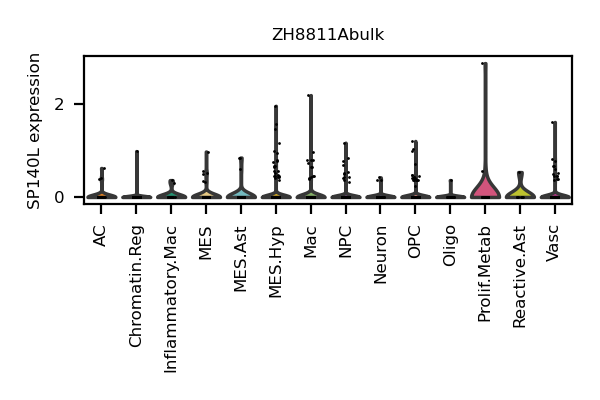 ZH8811Abulk
SP140L expression
2
0
AC
Chromatin.Reg
Inflammatory.Mac
MES
MES.Ast
MES.Hyp
Mac
NPC
Neuron
OPC
Oligo
Prolif.Metab
Reactive.Ast
Vasc